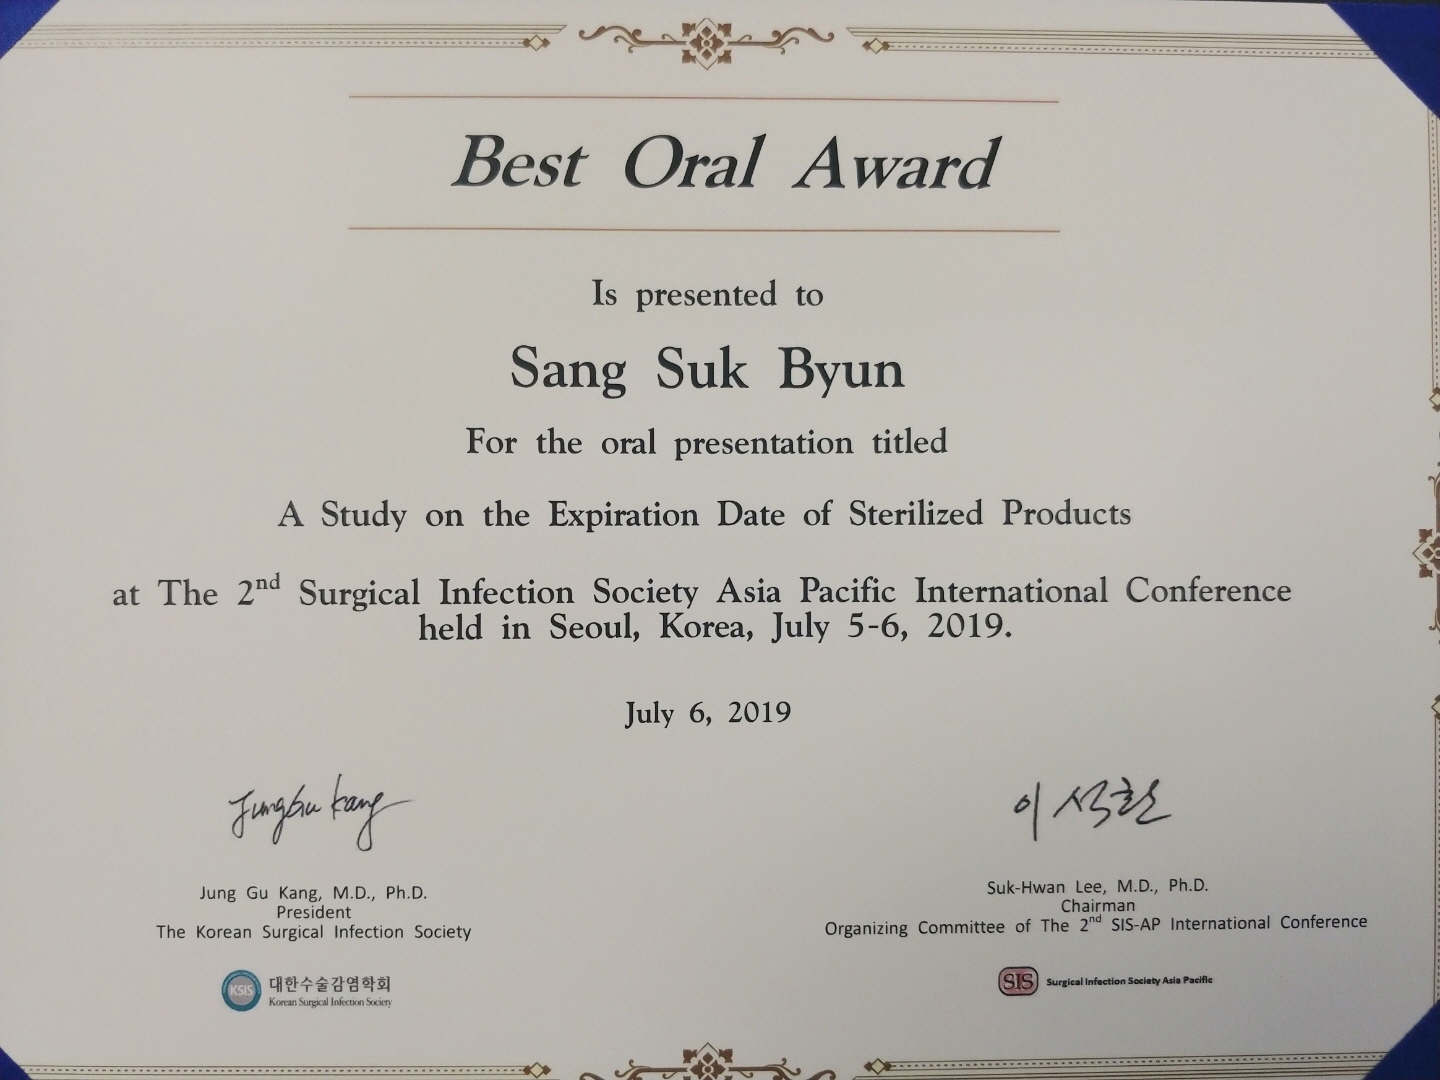 Best Oral Award
Is presented to
Sang Suk Byun
For the oral presentation titled
A Study on the Expiration Date of Sterilized Products
at The 2nd Surgical Infection Society Asia Pacific International Conference
held in Seoul, Korea, July 5-6, 2019.
July 6, 2019
Jung Gu Kang
이석환
Jung Gu Kang, M.D., Ph.D.
President
The Korean Surgical Infection Society
Suk-Hwan Lee, M.D., Ph.D.
Chairman
Organizing Committee of The 2nd SIS-AP International Conference
KSIS
대한수술감염학회
Korean Surgical Infection Society
SIS
Surgical Infection Society Asia Pacific